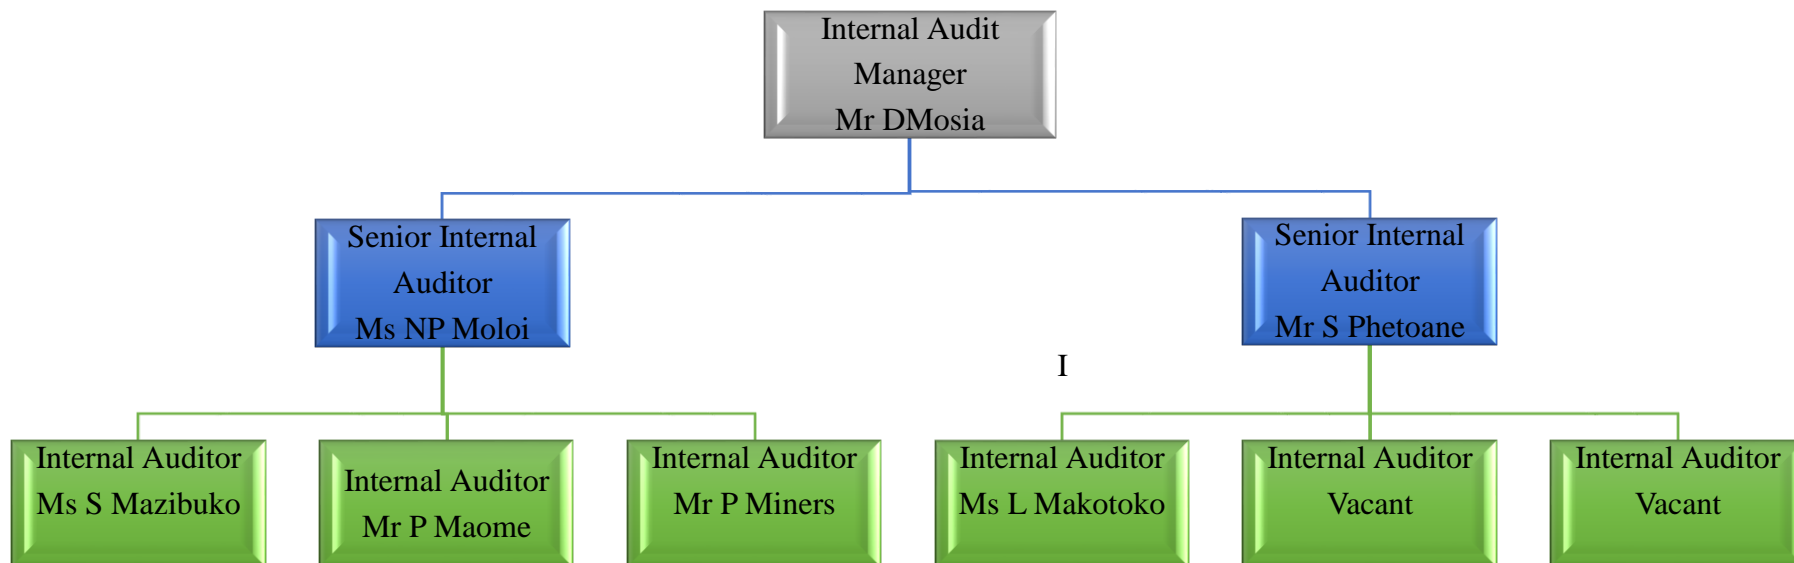 Internal Audit
Manager
Mr DMosia
Senior Internal
Auditor
Ms NP Moloi
Senior Internal
Auditor
Mr S Phetoane
I
Internal Auditor
Ms S Mazibuko
Internal Auditor
Mr P Maome
Internal Auditor
Mr P Miners
Internal Auditor
Ms L Makotoko
Internal Auditor
Vacant
Internal Auditor
Vacant